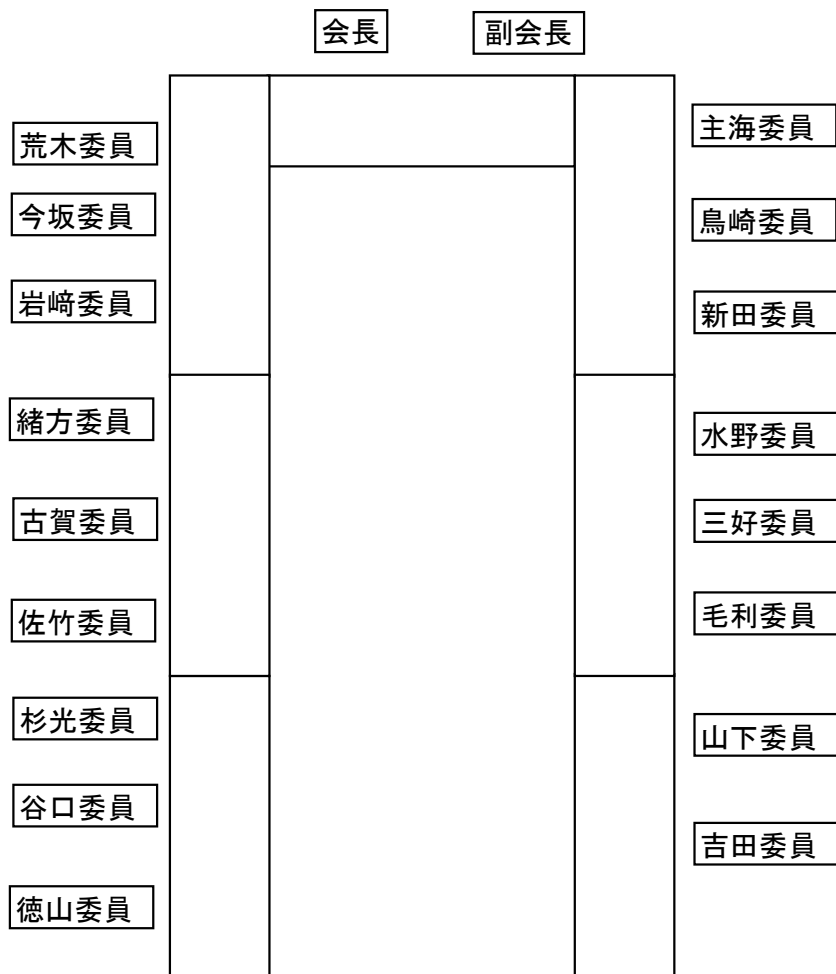 会長
副会長
荒木委員
今坂委員
岩﨑委員
緒方委員
古賀委員
佐竹委員
杉光委員
谷口委員
徳山委員
主海委員
鳥崎委員
新田委員
水野委員
三好委員
毛利委員
山下委員
吉田委員